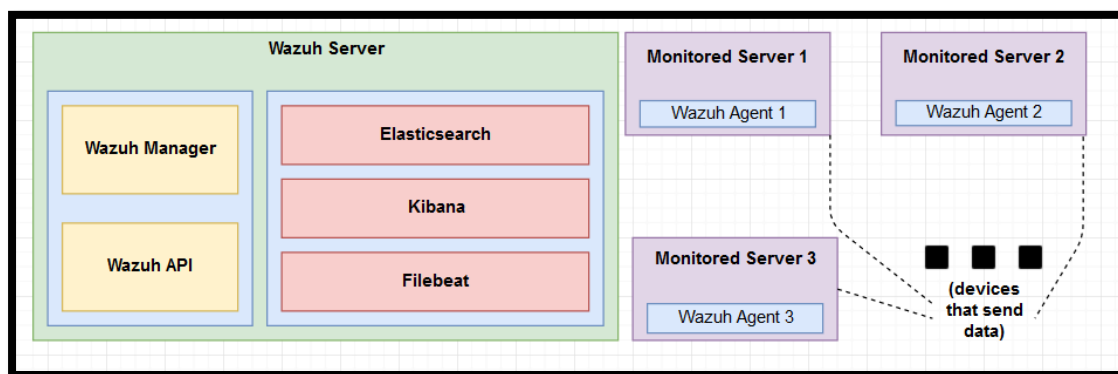 Wazuh Server
Wazuh Manager
Wazuh API
Elasticsearch
Kibana
Filebeat
Monitored Server 1
Wazuh Agent 1
Monitored Server 2
Wazuh Agent 2
Monitored Server 3
Wazuh Agent 3
(devices
that send
data)